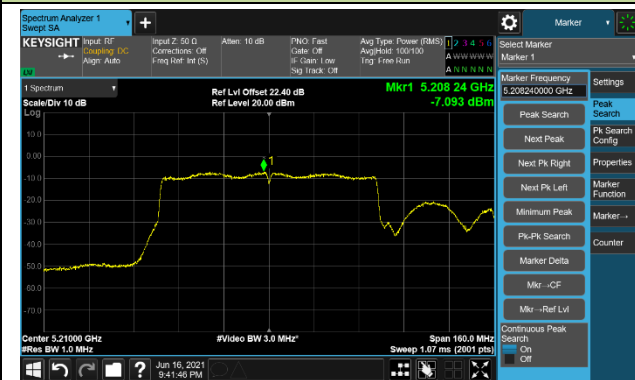 Spectrum Analyzer 1
Swept SA
+
Marker
KEYSIGHT
Input: RF
Coupling: DC
Align: Auto
Input Z: 50 Ω
Corrections: Off
Freq Ref: Int (S)
Atten: 10 dB
PNO: Fast
Gate: Off
IF Gain: Low
Sig Track: Off
Avg Type: Power (RMS)
Avg|Hold: 100/100
Trig: Free Run
1 2 3 4 5 6
A W W W W W
A N N N N N
LXI
Select Marker
Marker 1
1 Spectrum
Scale/Div 10 dB
Log
Ref Lvl Offset 22.40 dB
Ref Level 20.00 dBm
Mkr1 5.208 24 GHz
-7.093 dBm
10.0
0.00
-10.0
-20.0
-30.0
-40.0
-50.0
-60.0
-70.0
1
Center 5.21000 GHz
#Res BW 1.0 MHz
#Video BW 3.0 MHz*
Span 160.0 MHz
Sweep 1.07 ms (2001 pts)
Marker Frequency
5.208240000 GHz
Peak Search
Next Peak
Next Pk Right
Next Pk Left
Minimum Peak
Pk-Pk Search
Marker Delta
Mkr→CF
Mkr→Ref Lvl
Continuous Peak
Search
On
Off
Settings
Peak
Search
Pk Search
Config
Properties
Marker
Function
Marker→
Counter
?
Jun 16, 2021
9:41:46 PM